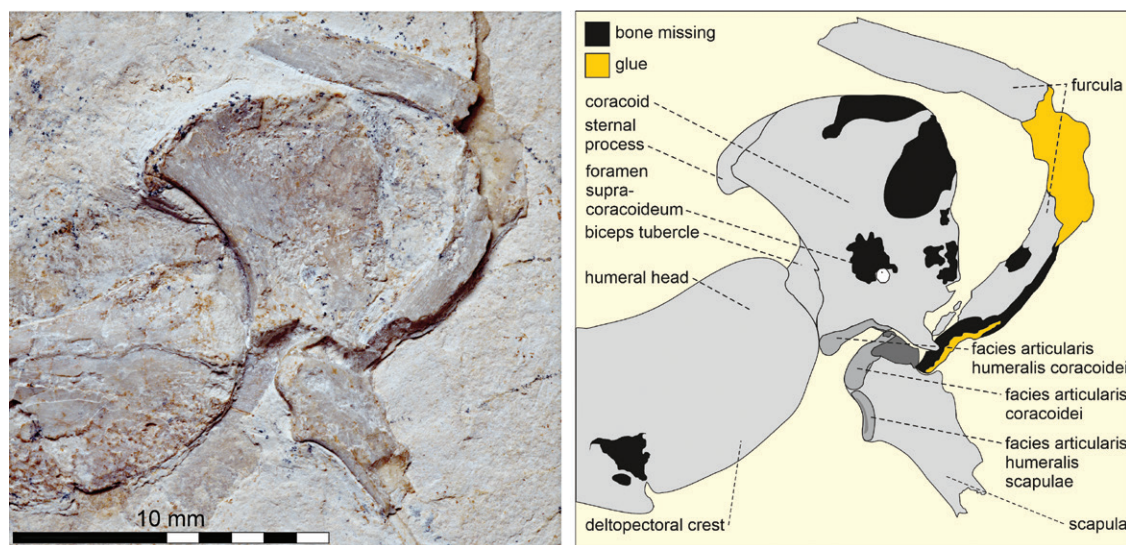 10 mm
bone missing
glue
coracoid
sternal
process
foramen
supra-
coracoideum
biceps tubercle
humeral head
deltopectoral crest
furcula
facies articularis
humeralis coracoidei
facies articularis
coracoidei
facies articularis
humeralis
scapulae
scapula